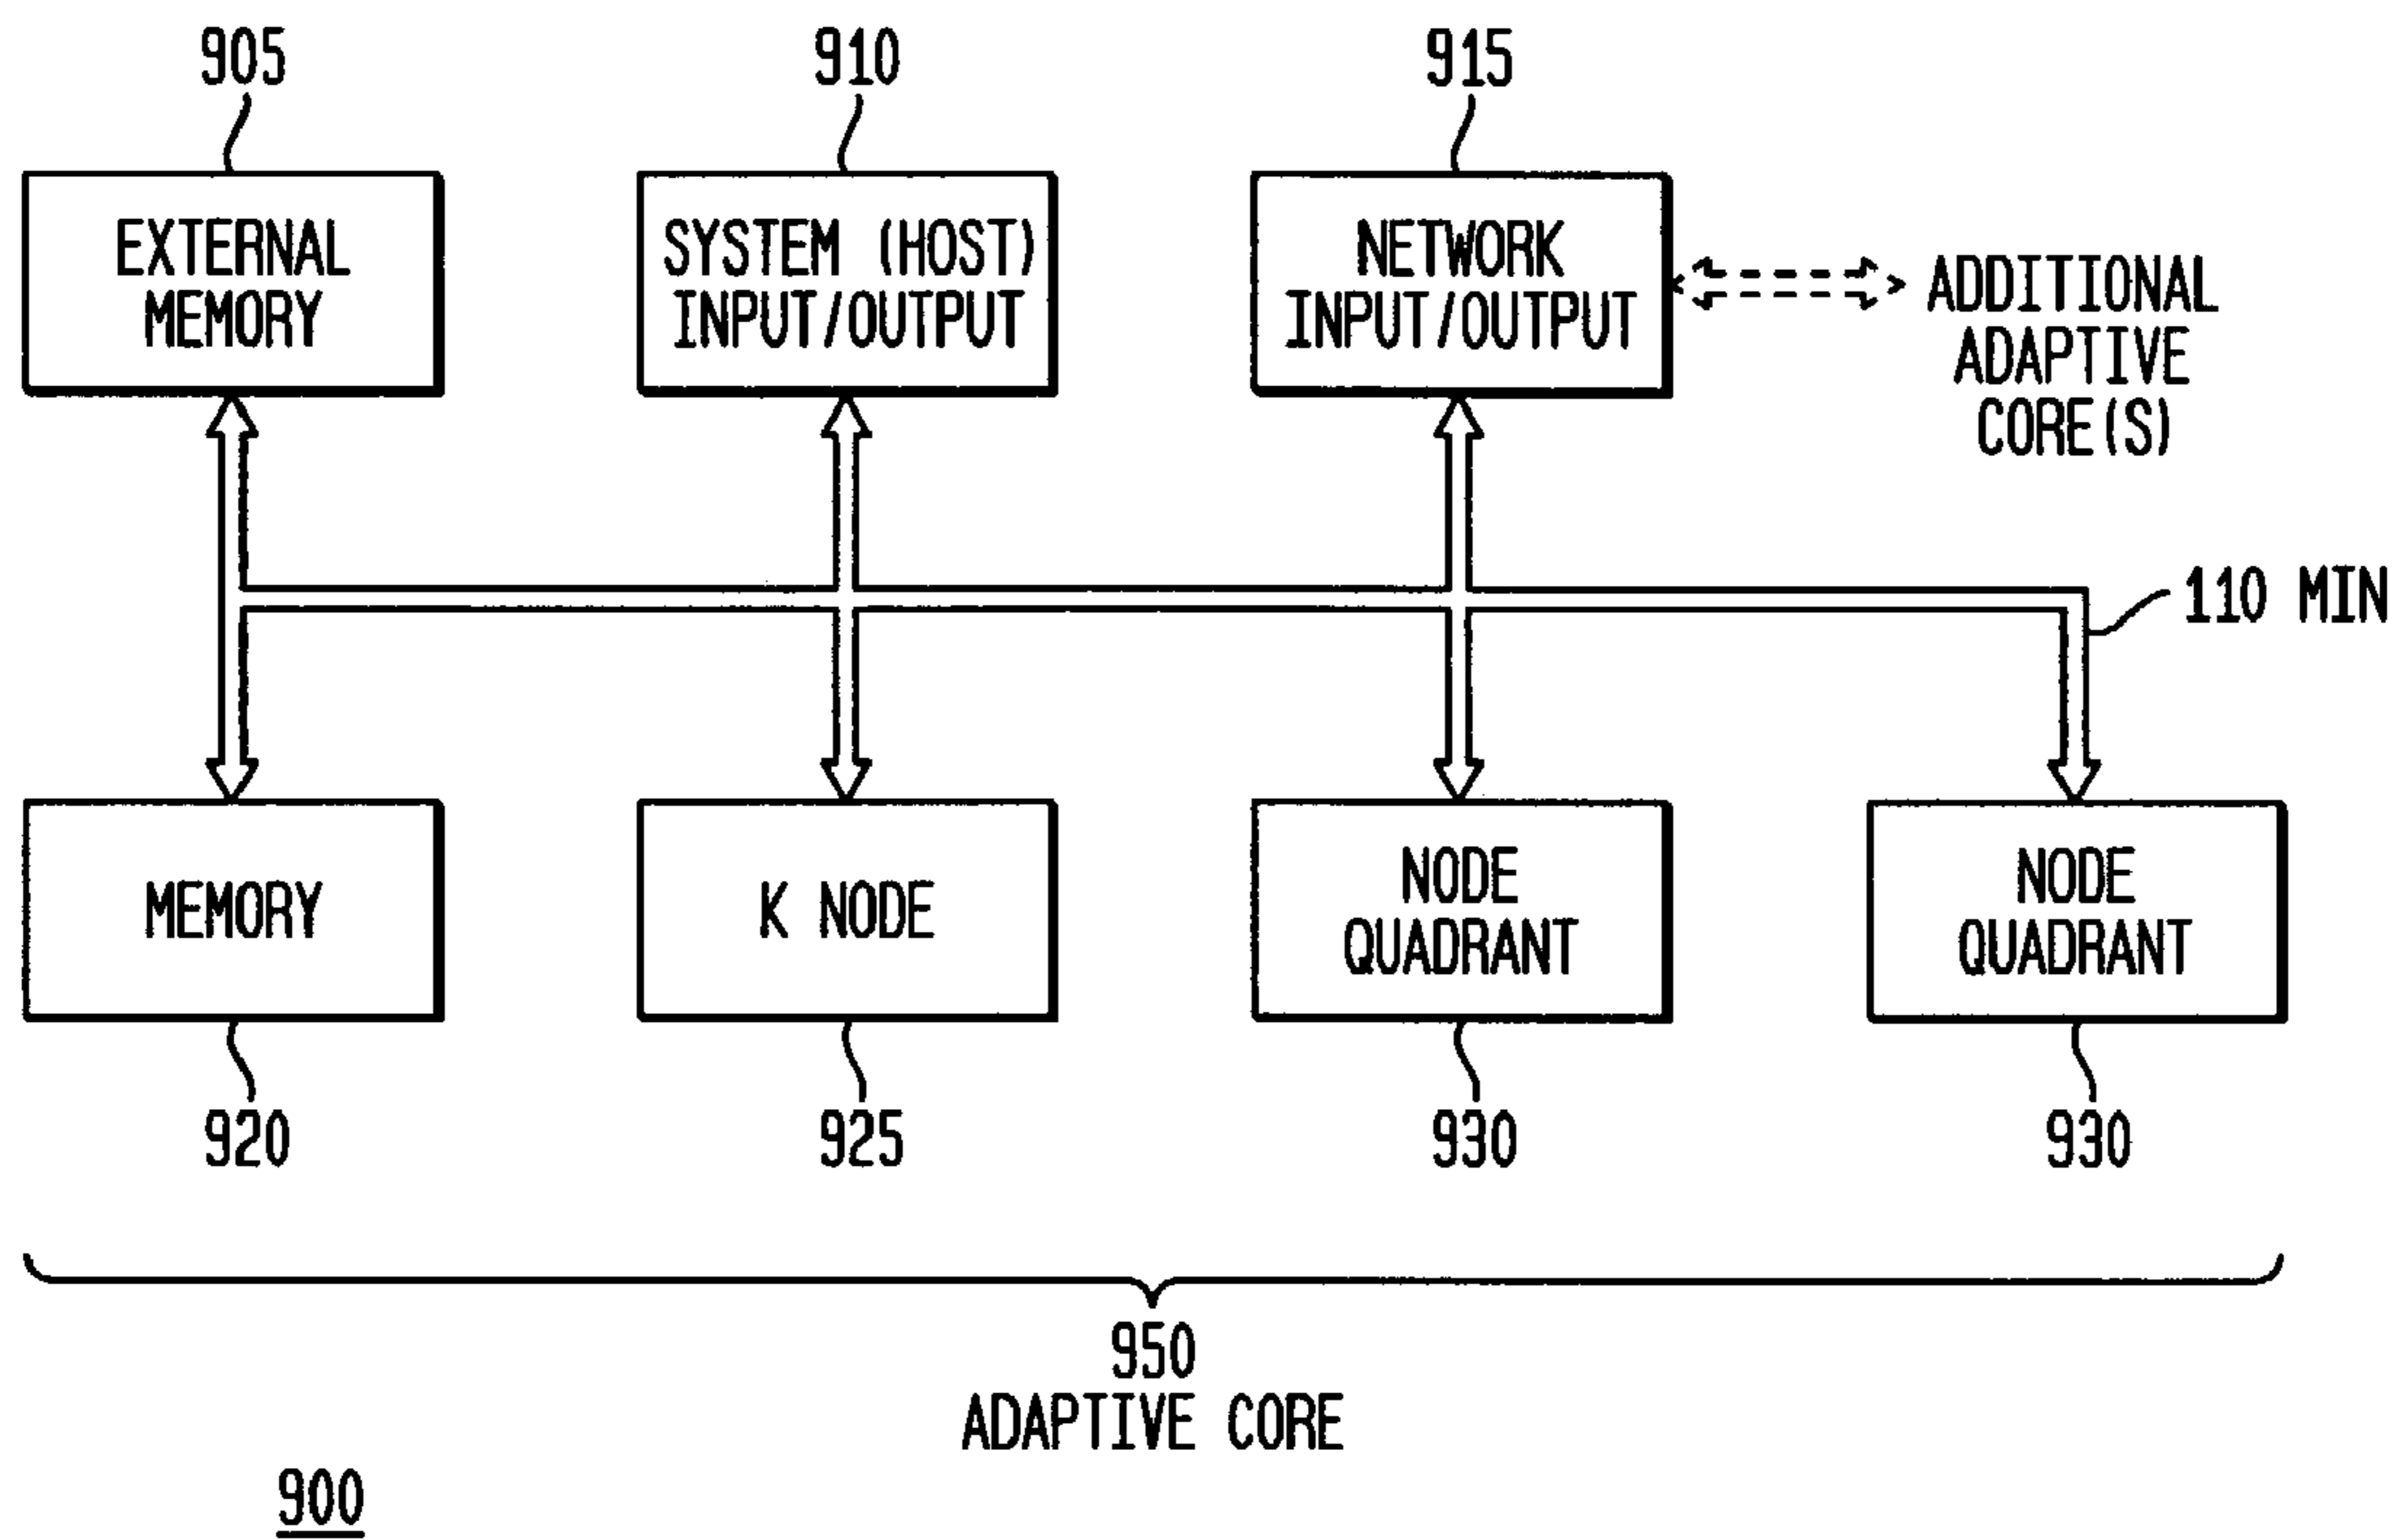 905
910
915
EXTERNAL
MEMORY
SYSTEM (HOST)
INPUT/OUTPUT
NETWORK
INPUT/OUTPUT
ADDITIONAL
ADAPTIVE
CORE(S)
110 MIN
MEMORY
K NODE
NODE
QUADRANT
NODE
QUADRANT
920
925
930
930
950
ADAPTIVE CORE
900